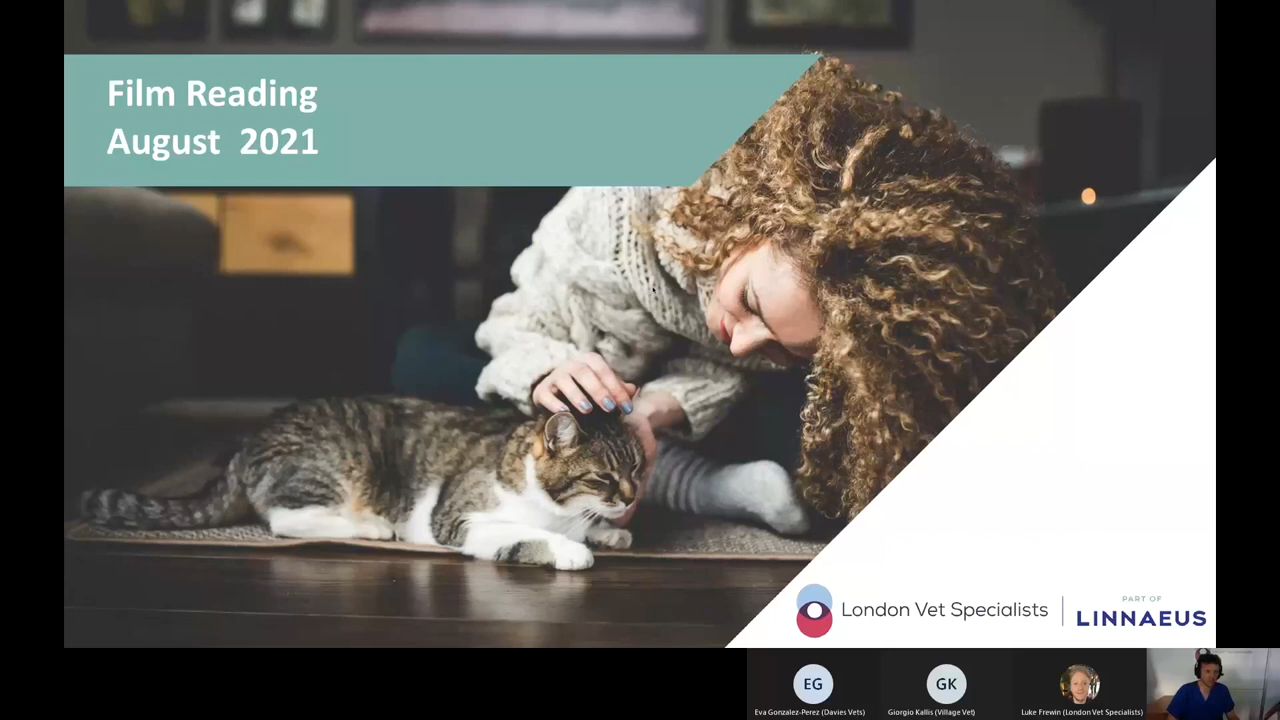 Film Reading
August 2021
London Vet Specialists
PART OF
LINNAEUS
EG
GK
Eva Gonzalez-Perez (Davies Vets)
Giorgio Kallis (Village Vet)
Luke Frewin (London Vet Specialists)